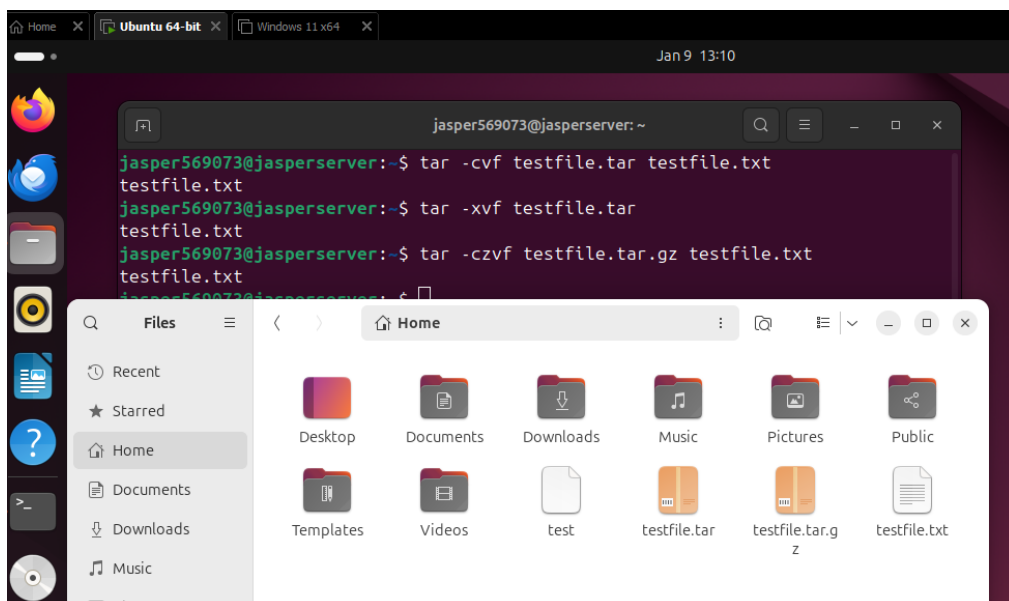 Home
Ubuntu 64-bit
Windows 11 x64
Jan 9 13:10
jasper569073@jasperserver: ~
jasper569073@jasperserver:~$ tar -cvf testfile.tar testfile.txt
testfile.txt
jasper569073@jasperserver:~$ tar -xvf testfile.tar
testfile.txt
jasper569073@jasperserver:~$ tar -czvf testfile.tar.gz testfile.txt
testfile.txt
Files
Home
Recent
Starred
Home
Documents
Downloads
Music
Desktop
Documents
Downloads
Music
Pictures
Public
Templates
Videos
test
testfile.tar
testfile.tar.g
z
testfile.txt